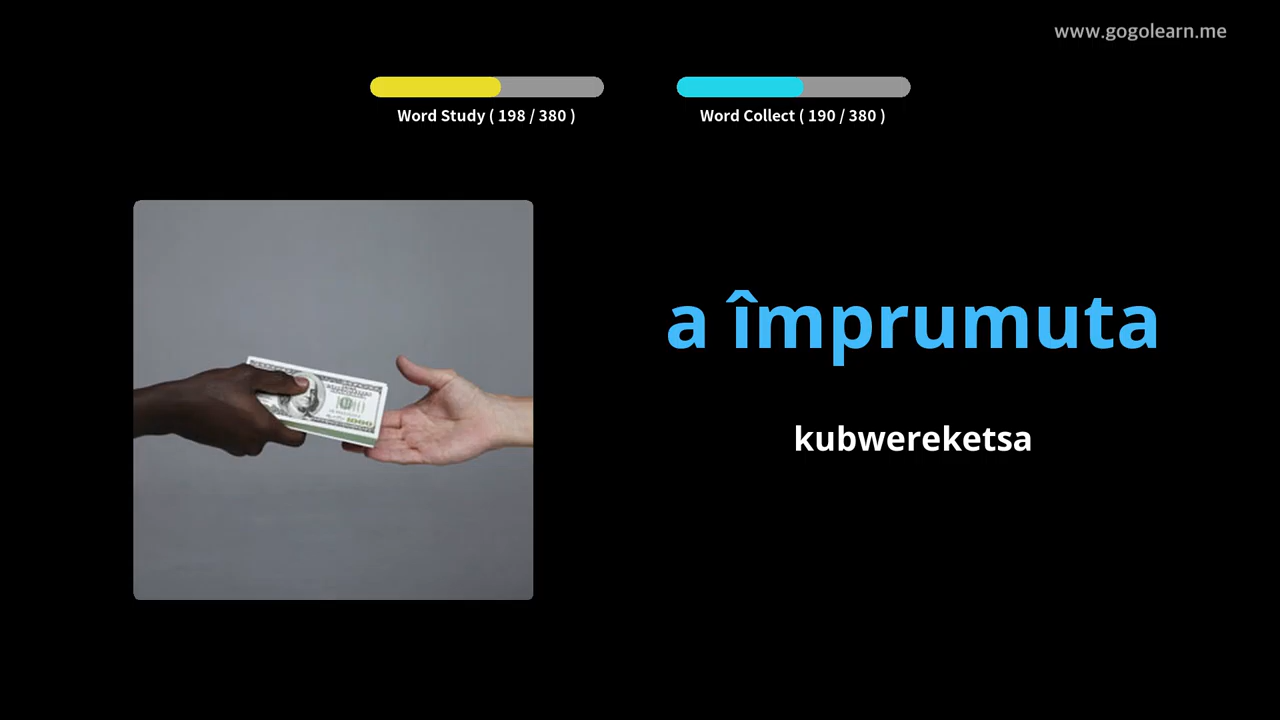 www.gogolearn.me
Word Study ( 198 / 380 )
Word Collect ( 190 / 380 )
a împrumuta
kubwereketsa